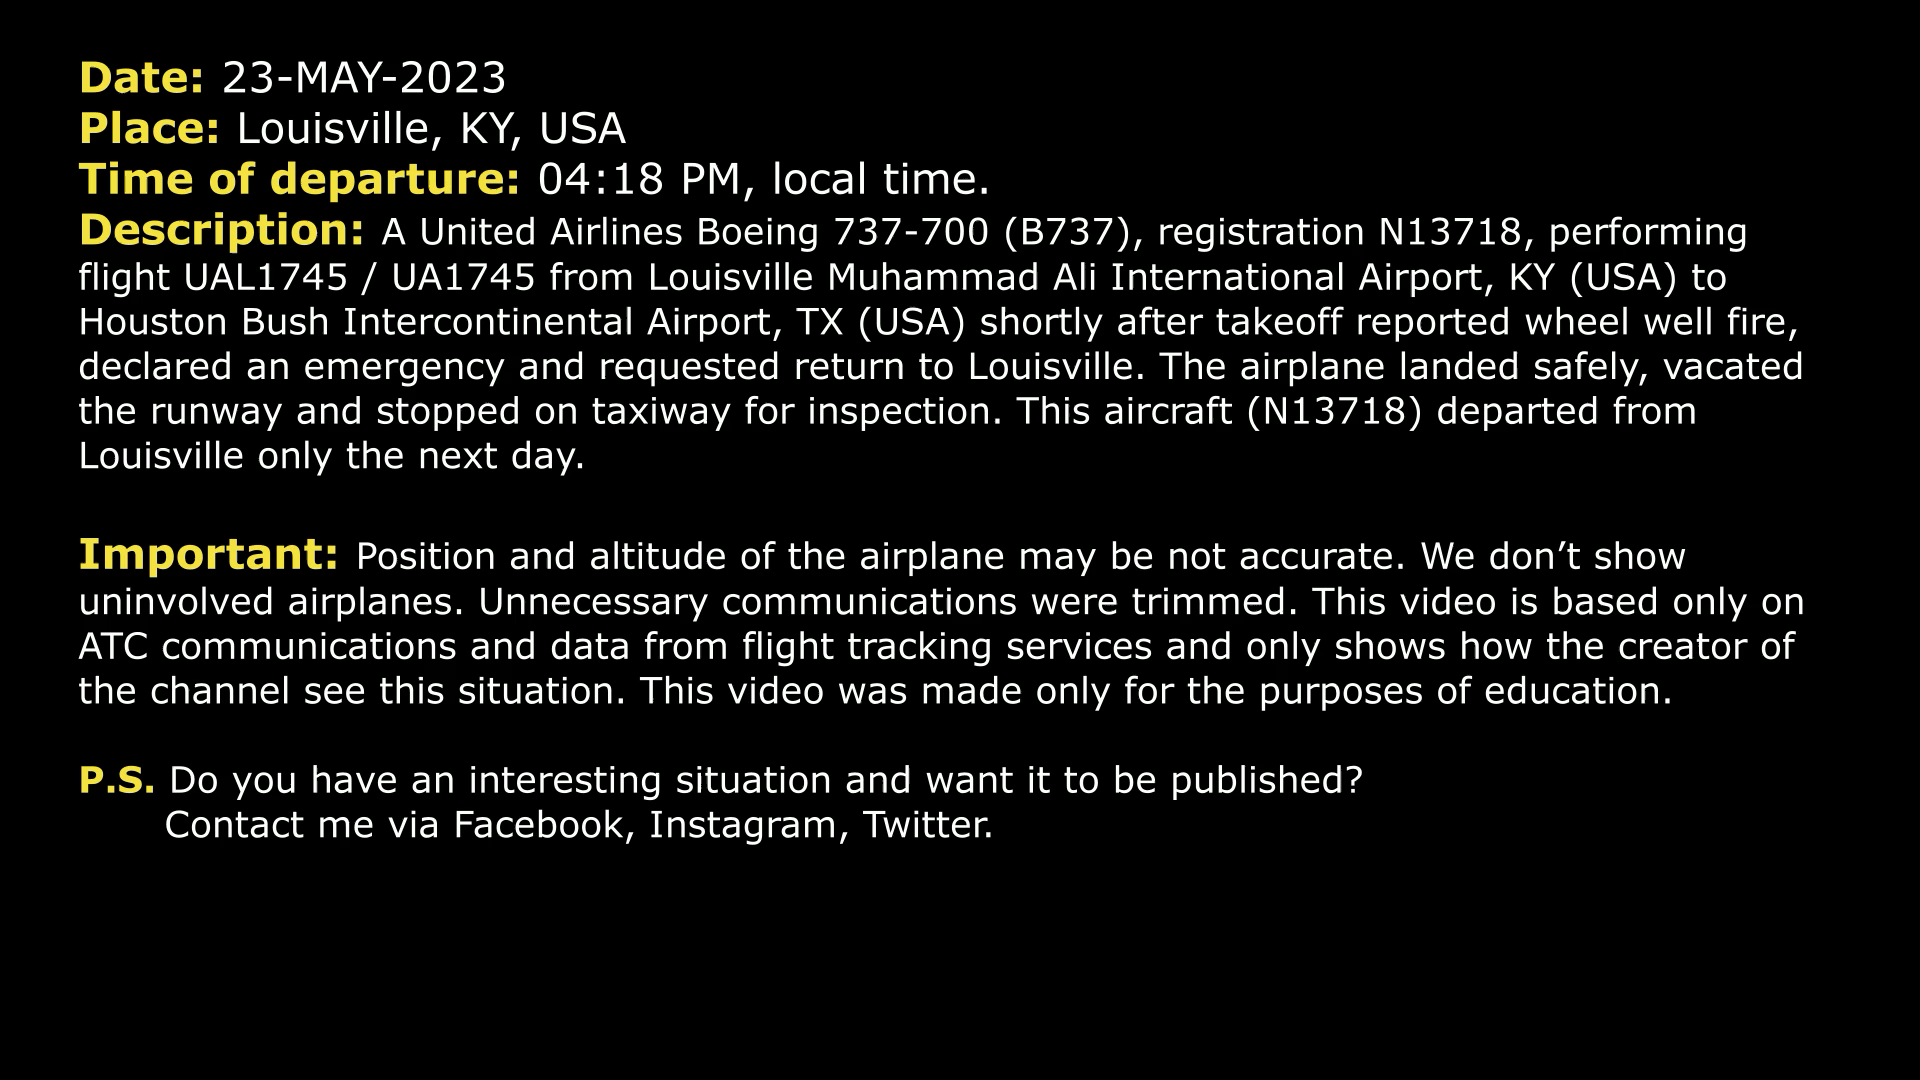 Date: 23-MAY-2023
Place: Louisville, KY, USA
Time of departure: 04:18 PM, local time.
Description: A United Airlines Boeing 737-700 (B737), registration N13718, performing
flight UAL1745 / UA1745 from Louisville Muhammad Ali International Airport, KY (USA) to
Houston Bush Intercontinental Airport, TX (USA) shortly after takeoff reported wheel well fire,
declared an emergency and requested return to Louisville. The airplane landed safely, vacated
the runway and stopped on taxiway for inspection. This aircraft (N13718) departed from
Louisville only the next day.
Important: Position and altitude of the airplane may be not accurate. We don’t show
uninvolved airplanes. Unnecessary communications were trimmed. This video is based only on
ATC communications and data from flight tracking services and only shows how the creator of
the channel see this situation. This video was made only for the purposes of education.
P.S. Do you have an interesting situation and want it to be published?
Contact me via Facebook, Instagram, Twitter.